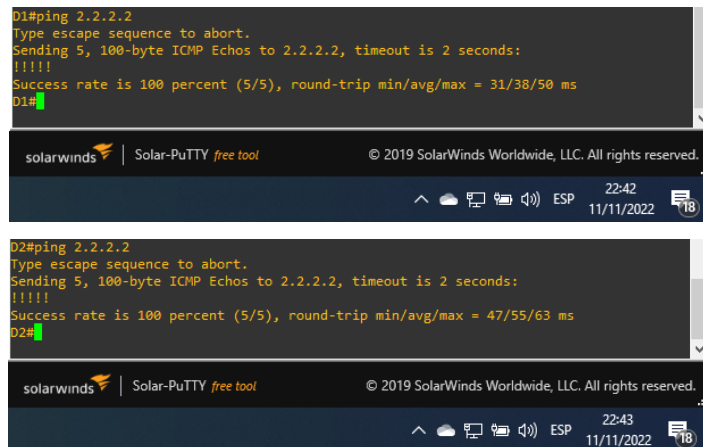 D1#ping 2.2.2.2
Type escape sequence to abort.
Sending 5, 100-byte ICMP Echos to 2.2.2.2, timeout is 2 seconds:
!!!!!
Success rate is 100 percent (5/5), round-trip min/avg/max = 31/38/50 ms
D1#
solarwinds | Solar-PuTTY free tool © 2019 SolarWinds Worldwide, LLC. All rights reserved.
ESP 22:42
11/11/2022 18
D2#ping 2.2.2.2
Type escape sequence to abort.
Sending 5, 100-byte ICMP Echos to 2.2.2.2, timeout is 2 seconds:
!!!!!
Success rate is 100 percent (5/5), round-trip min/avg/max = 47/55/63 ms
D2#
solarwinds | Solar-PuTTY free tool © 2019 SolarWinds Worldwide, LLC. All rights reserved.
ESP 22:43
11/11/2022 18